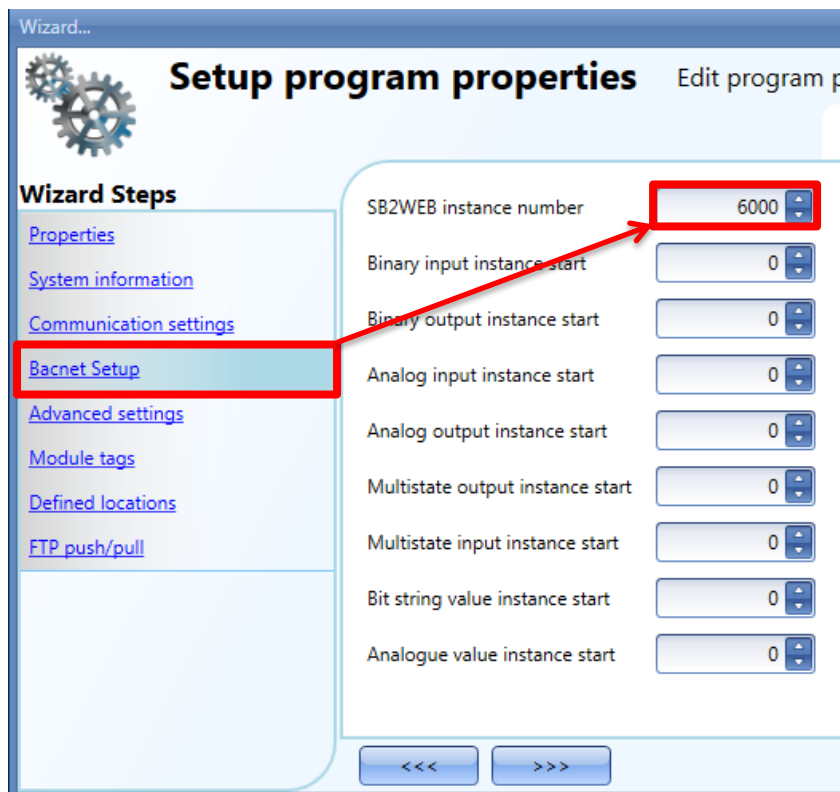 Wizard...
Setup program properties
Edit program p
Wizard Steps
Properties
System information
Communication settings
Bacnet Setup
Advanced settings
Module tags
Defined locations
FTP push/pull
SB2WEB instance number 6000
Binary input instance start 0
Binary output instance start 0
Analog input instance start 0
Analog output instance start 0
Multistate output instance start 0
Multistate input instance start 0
Bit string value instance start 0
Analogue value instance start 0
<<< >>>